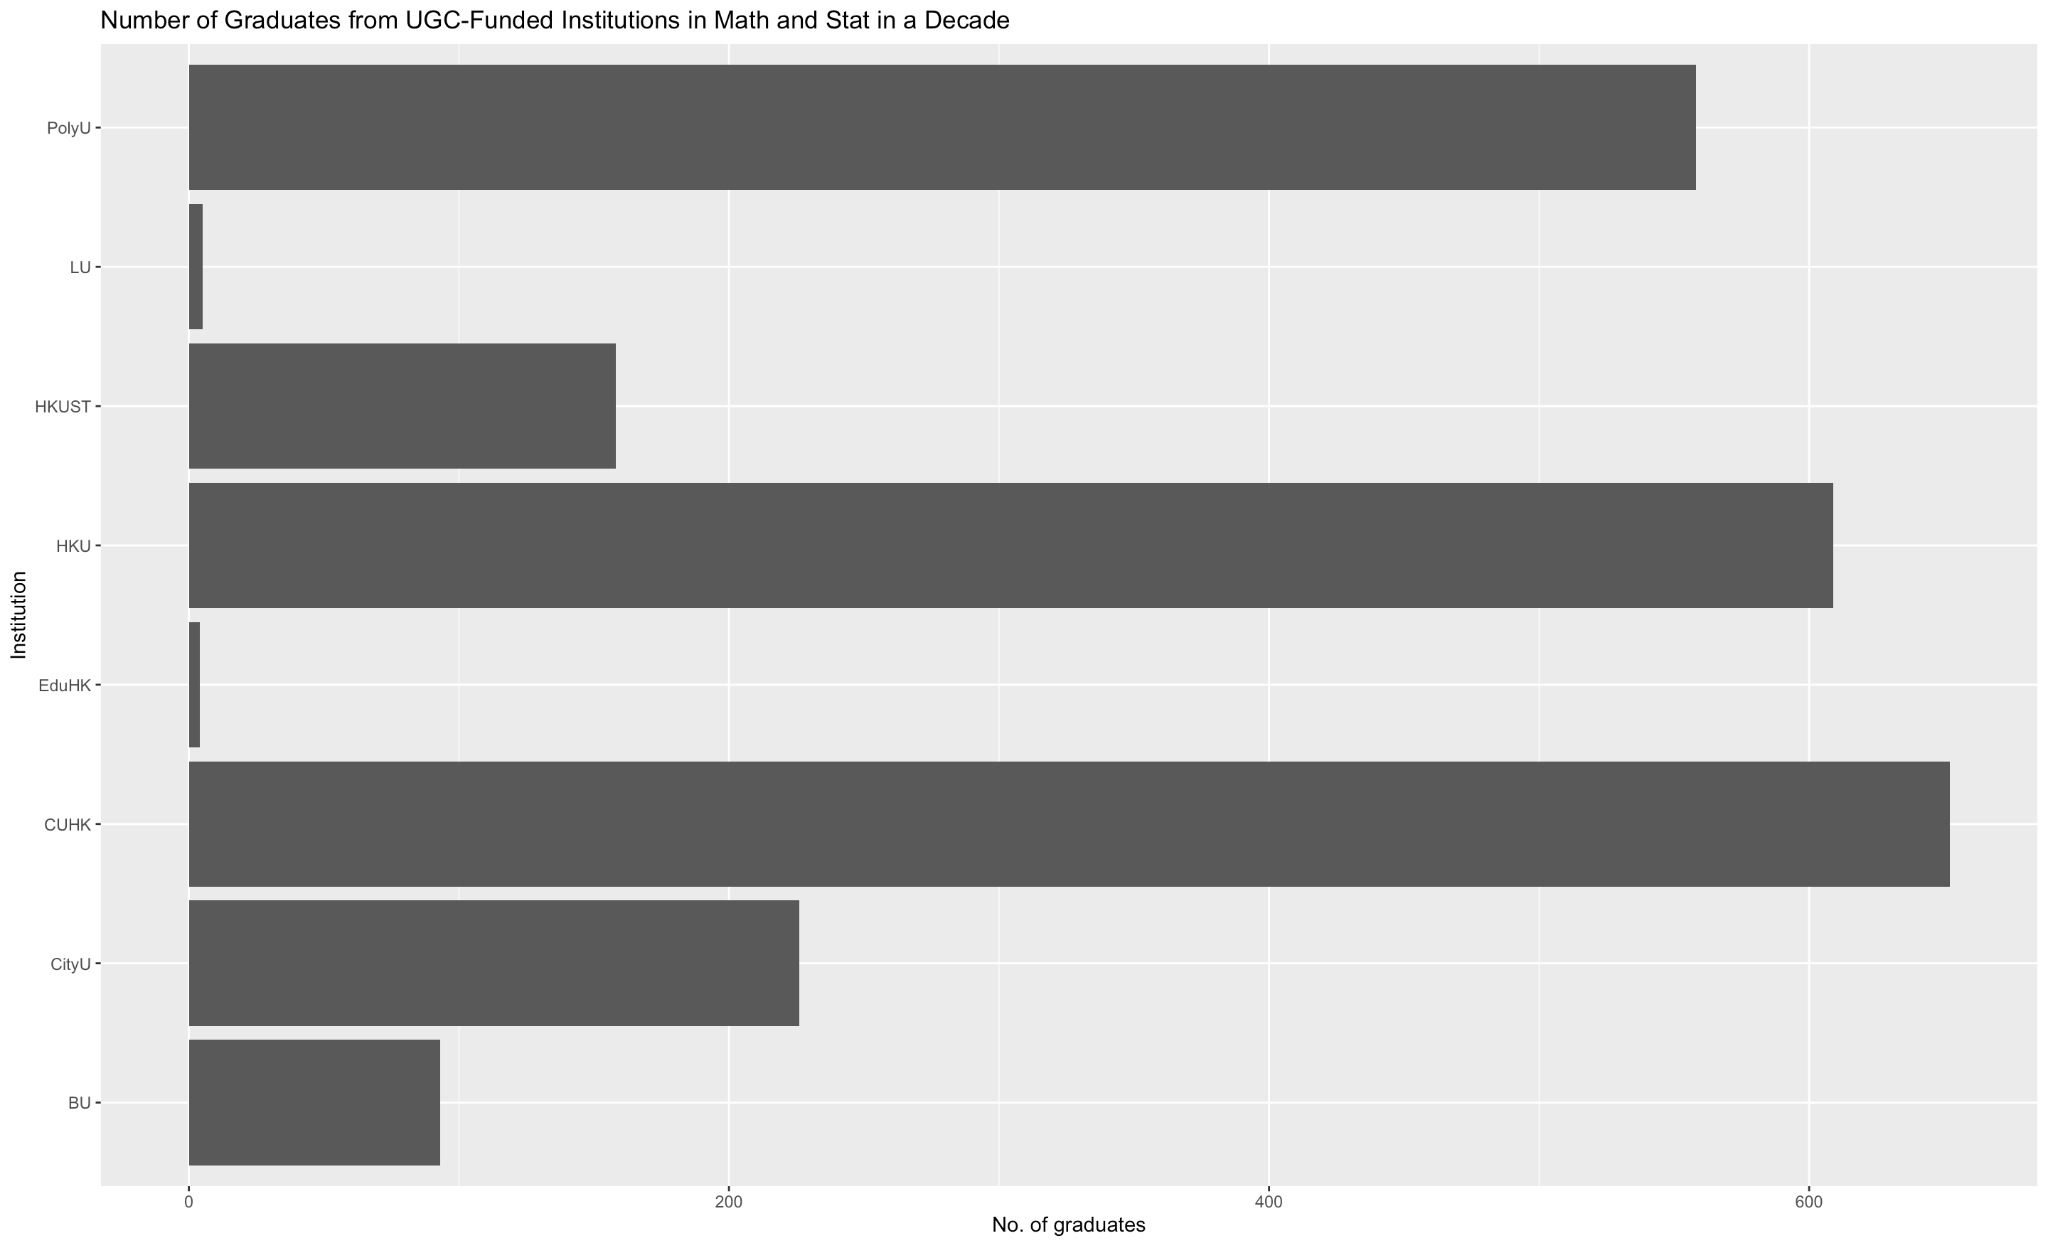 Number of Graduates from UGC-Funded Institutions in Math and Stat in a Decade
Institution
PolyU
LU
HKUST
HKU
EduHK
CUHK
CityU
BU
0 200 400 600
No. of graduates